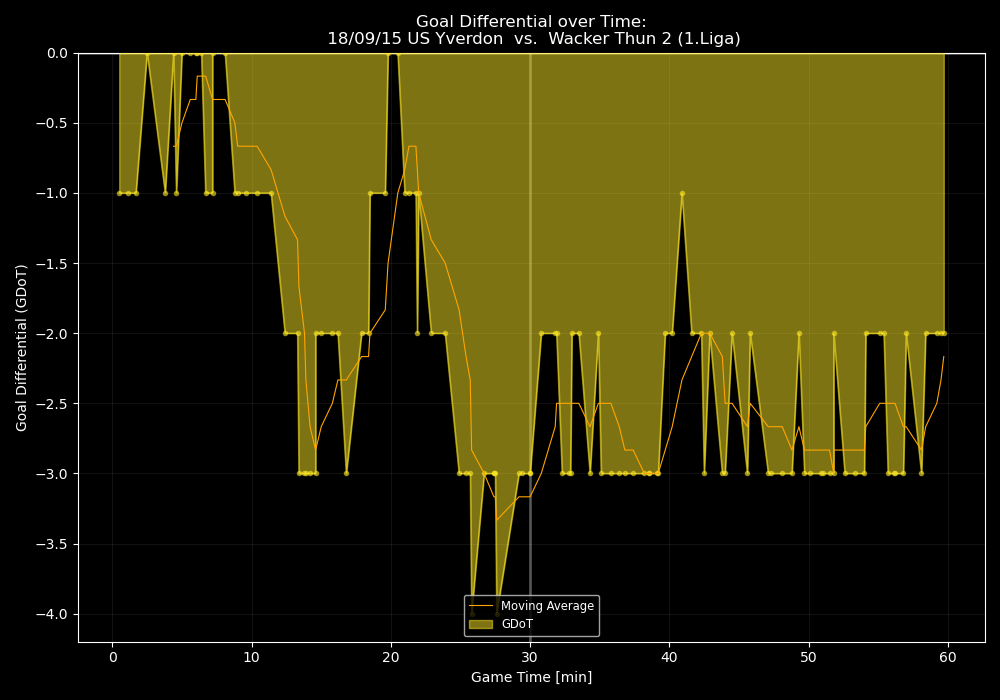 Goal Differential over Time:
18/09/15 US Yverdon  vs.  Wacker Thun 2 (1.Liga)
0.0
−0.5
−1.0
−1.5
−2.0
−2.5
−3.0
−3.5
−4.0
Goal Differential (GDoT)
Moving Average
GDoT
0 10 20 30 40 50 60
Game Time [min]